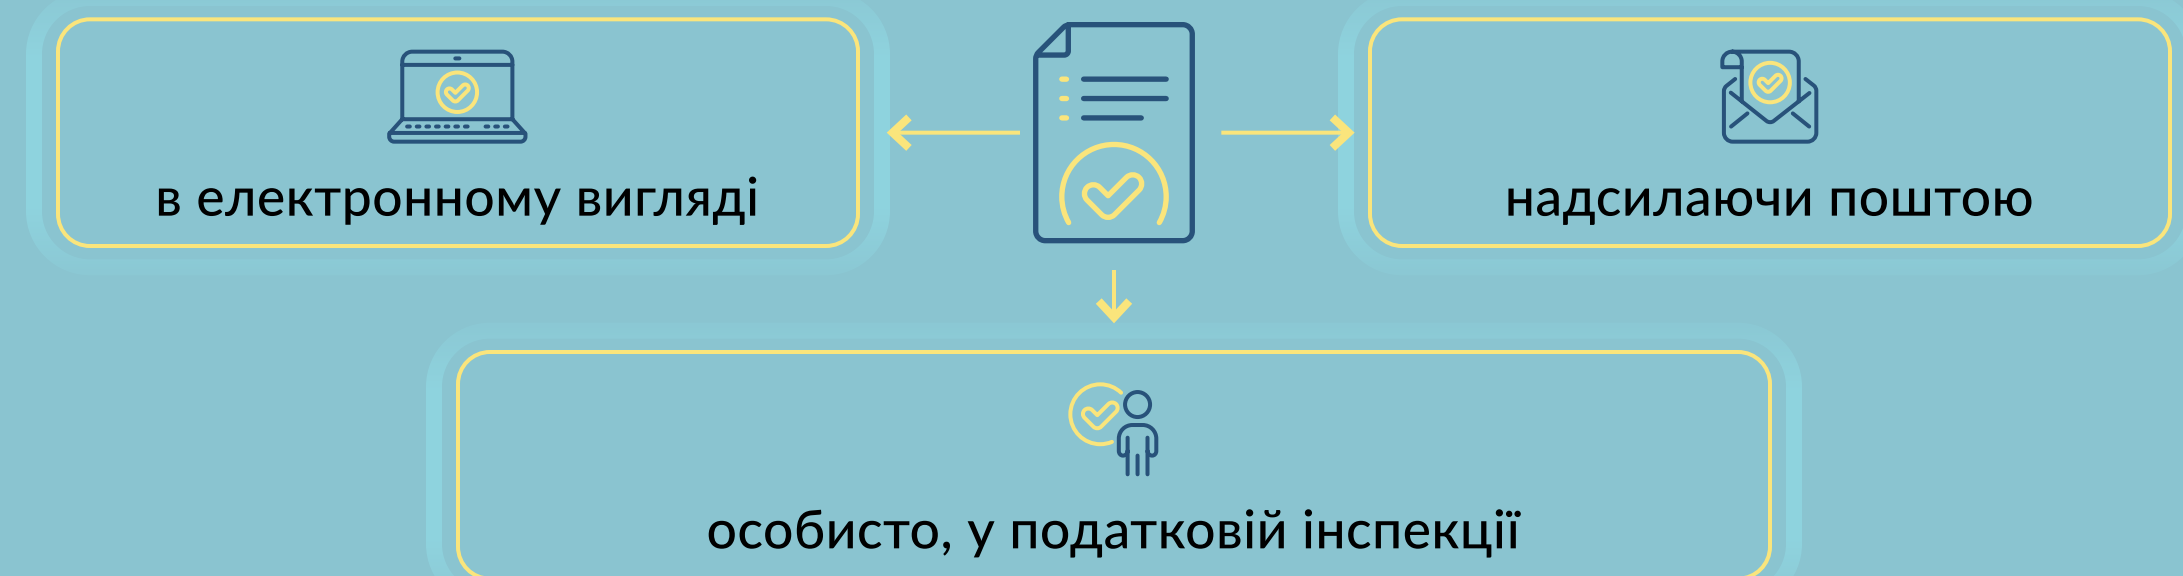 в електронному вигляді
надсилаючи поштою
особисто, у податковій інспекції